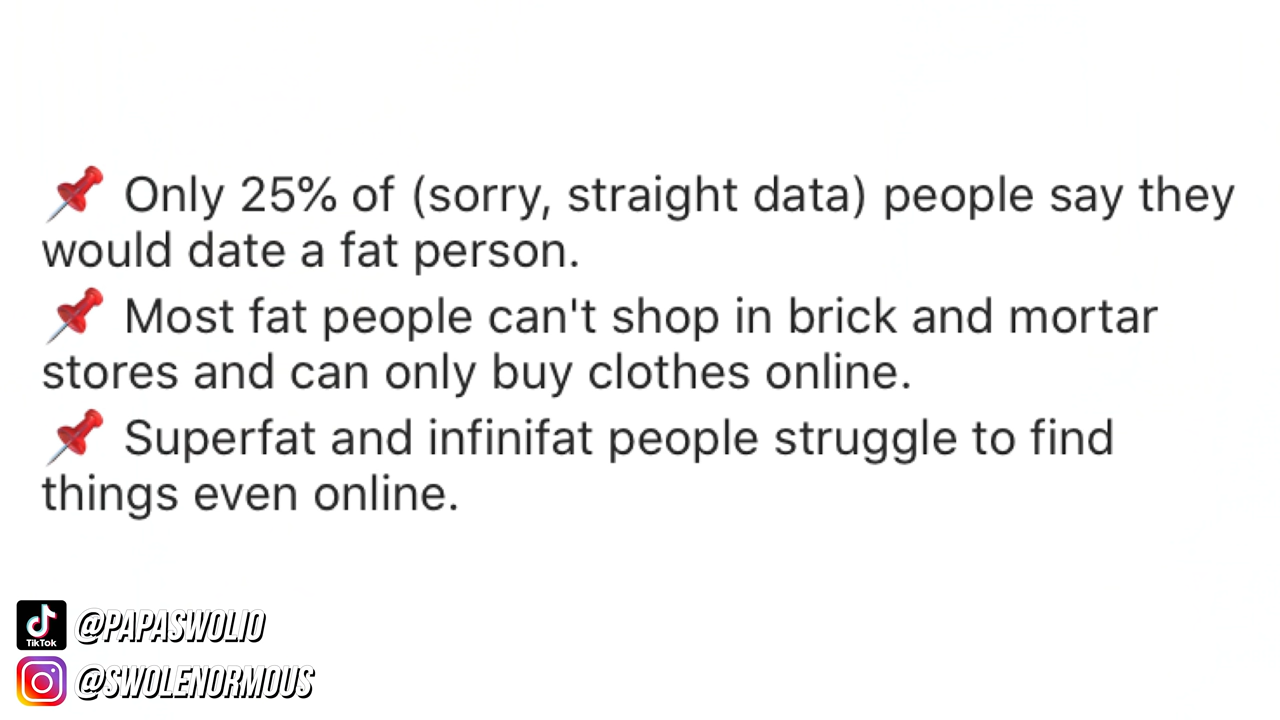 📌 Only 25% of (sorry, straight data) people say they
would date a fat person.
📌 Most fat people can't shop in brick and mortar
stores and can only buy clothes online.
📌 Superfat and infinifat people struggle to find
things even online.
TikTok @PAPASWOLIO
@SWOLENORMOUS